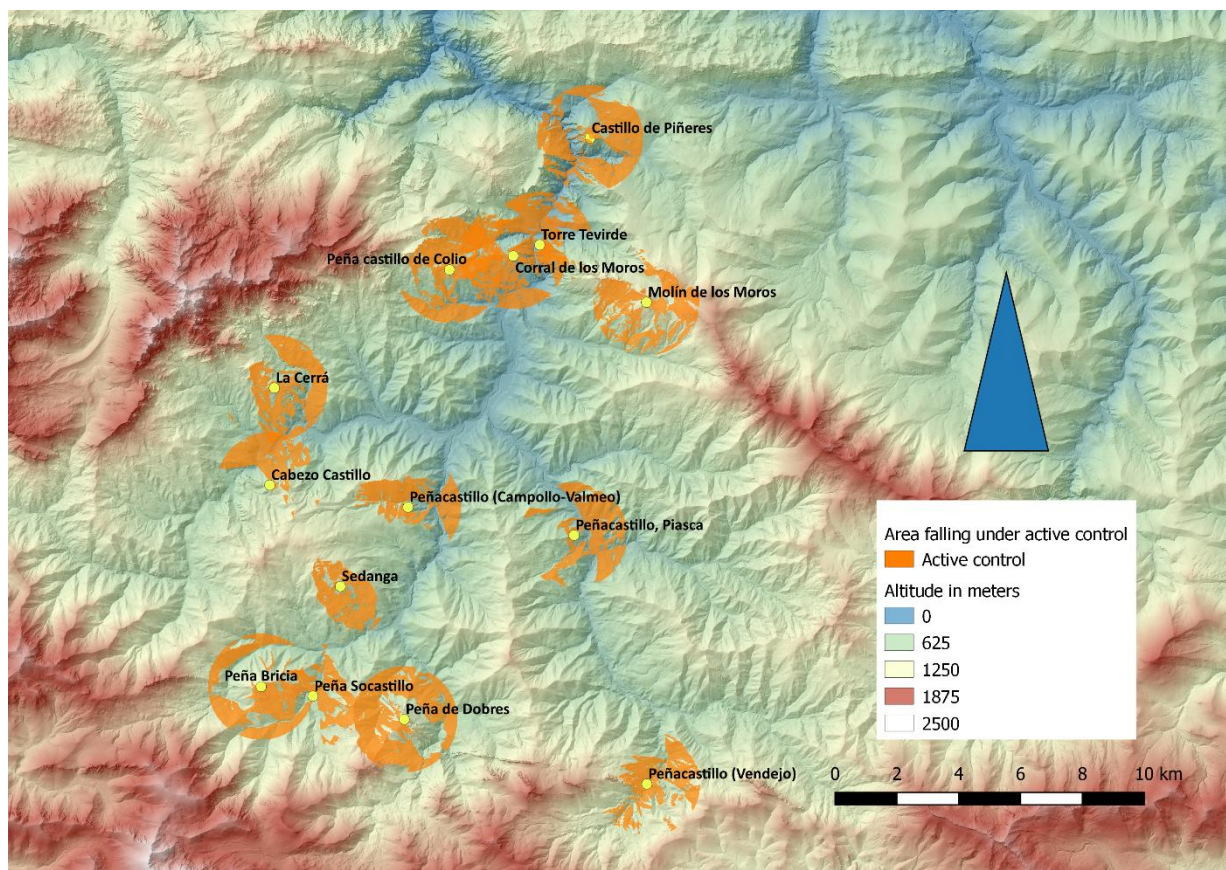 Castillo de Piñeres
Torre Tevirde
Peña castillo de Colio
Corral de los Moros
Molín de los Moros
La Cerrá
Cabezo Castillo
Peñacastillo (Campollo-Valmeo)
Peñacastillo, Piasca
Sedanga
Peña Bricia
Peña Socastillo
Peña de Dobres
Peñacastillo (Vendejo)
Area falling under active control
Active control
Altitude in meters
0
625
1250
1875
2500
0 2 4 6 8 10 km